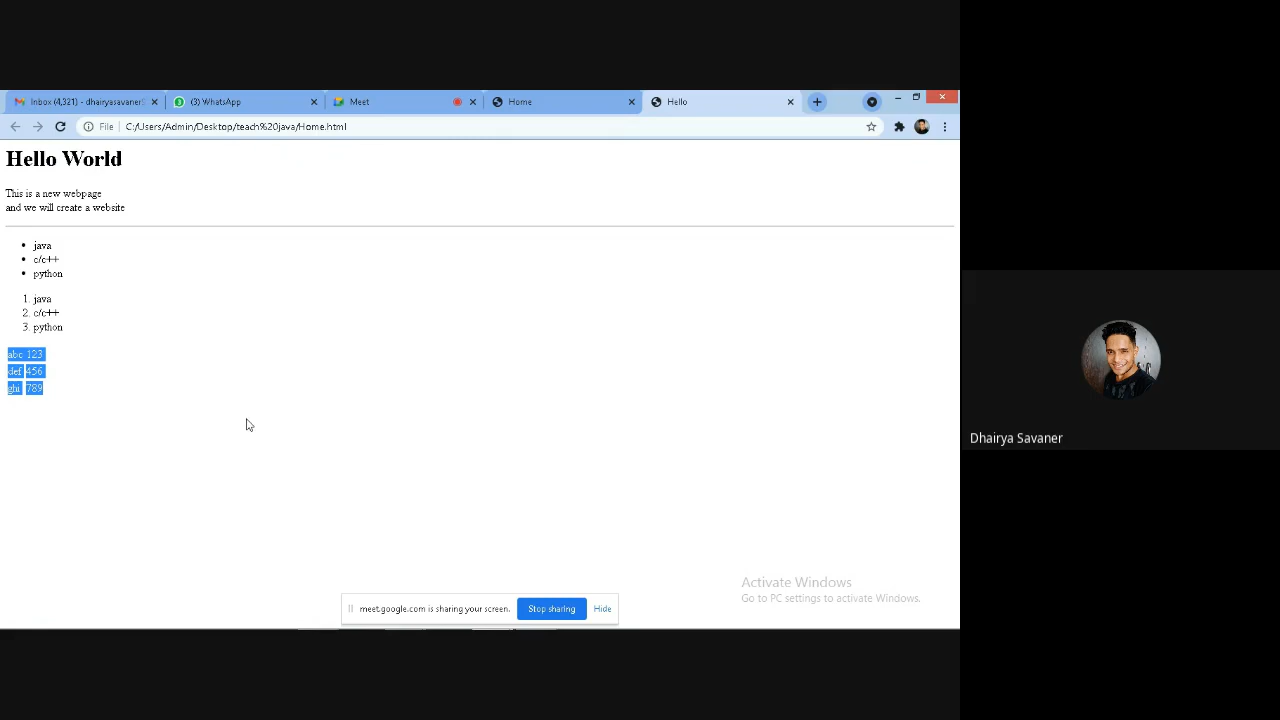 Inbox (4,321) - dhairyasavaner
(3) WhatsApp
Meet
Home
Hello
File
C:/Users/Admin/Desktop/teach%20java/Home.html
Hello World
This is a new webpage
and we will create a website
• java
• c/c++
• python
1. java
2. c/c++
3. python
abc 123
def 456
ghi 789
Dhairya Savaner
Activate Windows
Go to PC settings to activate Windows.
meet.google.com is sharing your screen.
Stop sharing
Hide